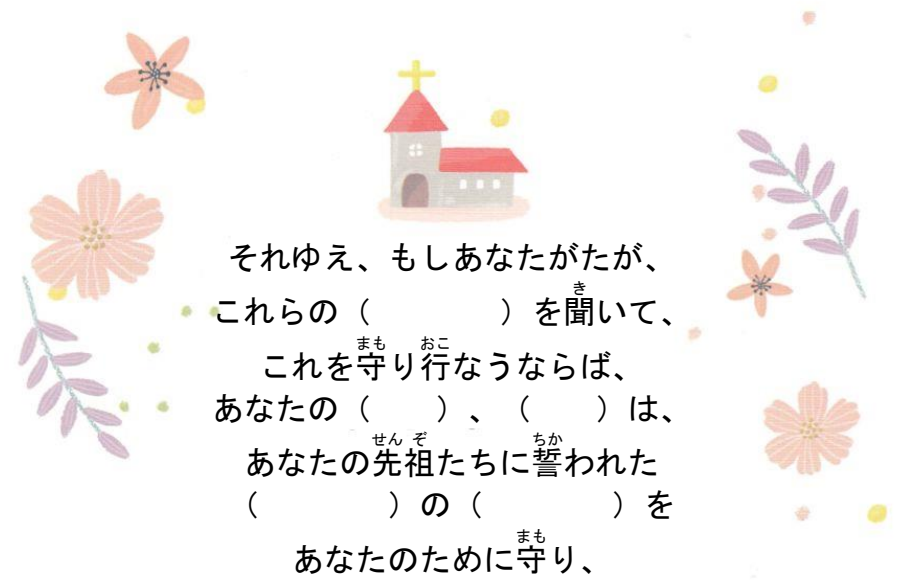 それゆえ、もしあなたがたが、
これらの（　　　　）を聞いて、
これを守り行なうならば、
あなたの（　　）、（　　）は、
あなたの先祖たちに誓われた
（　　　　）の（　　　　）を
あなたのために守り、